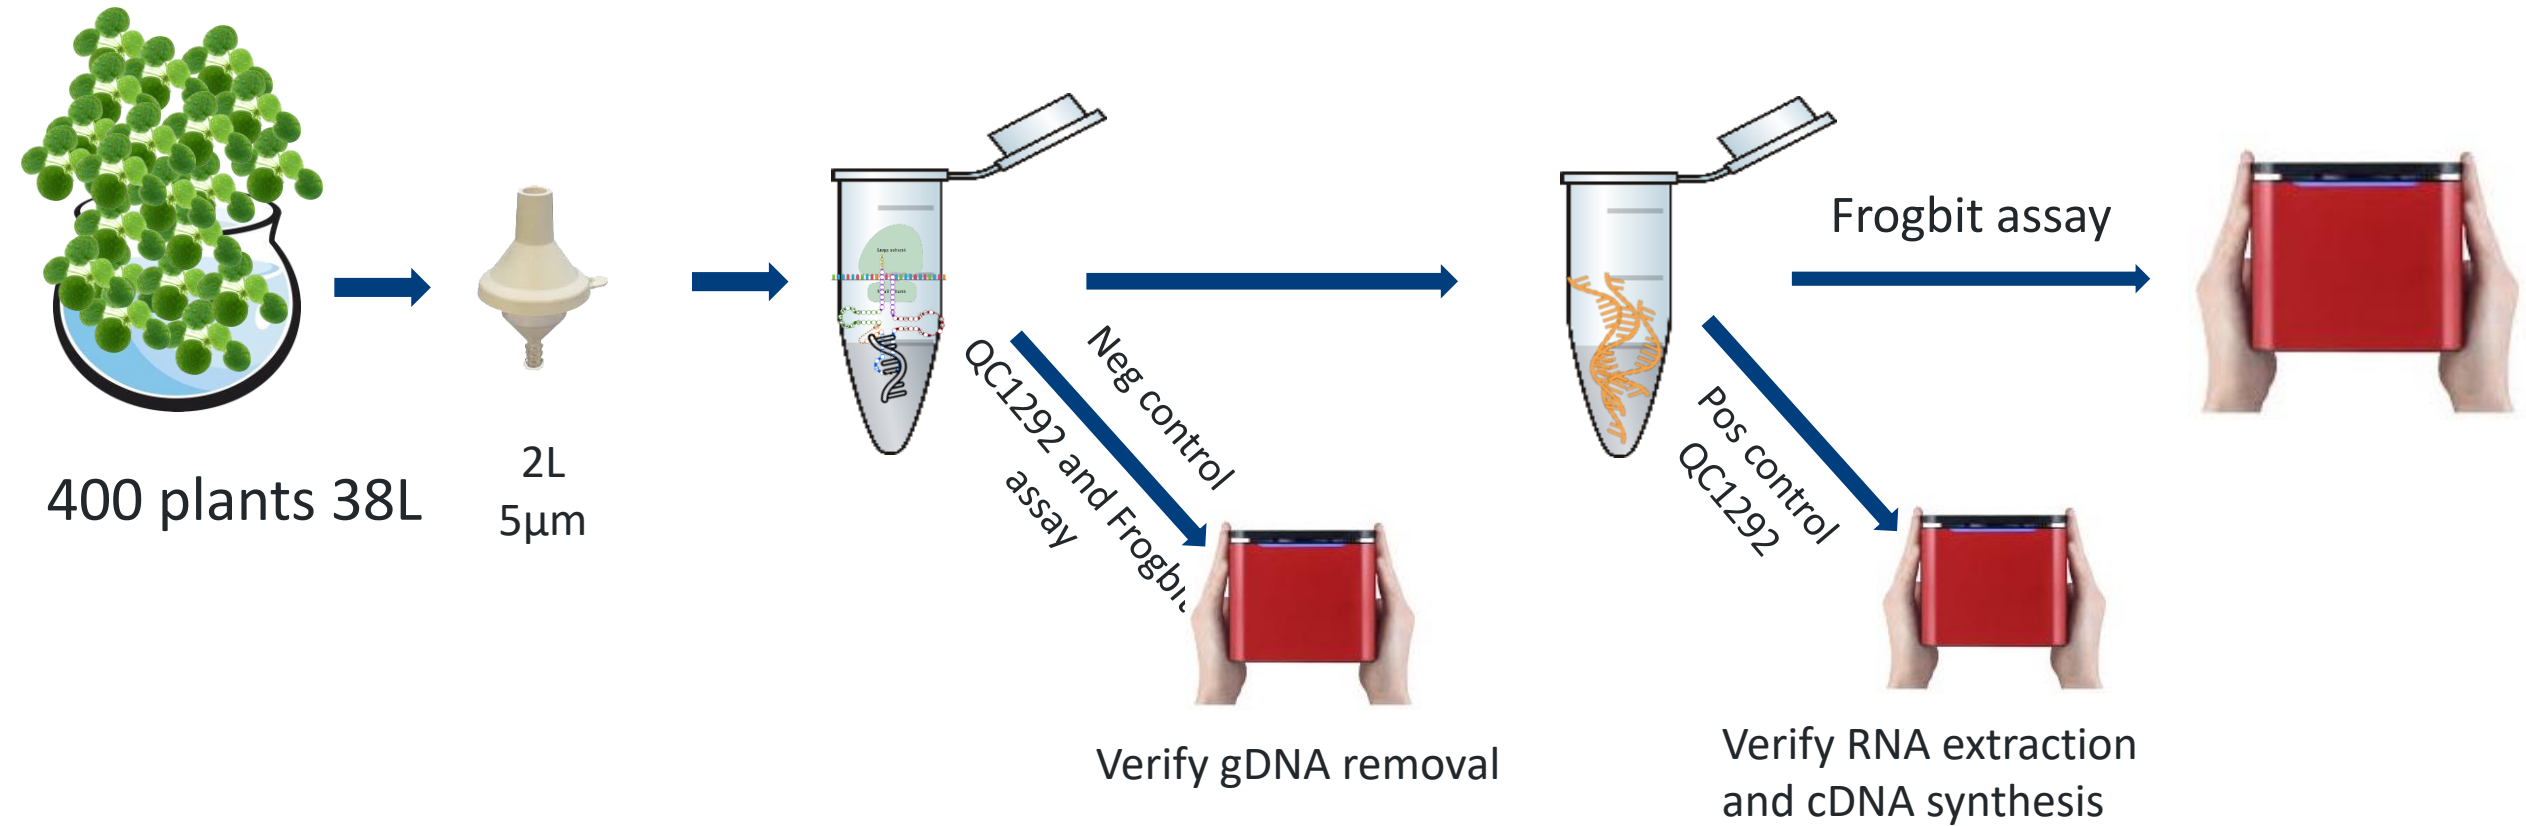 400 plants 38L
2L
5µm
Neg control
QC1292 and Frogbit
assay
Verify gDNA removal
Frogbit assay
Pos control
QC1292
Verify RNA extraction
and cDNA synthesis